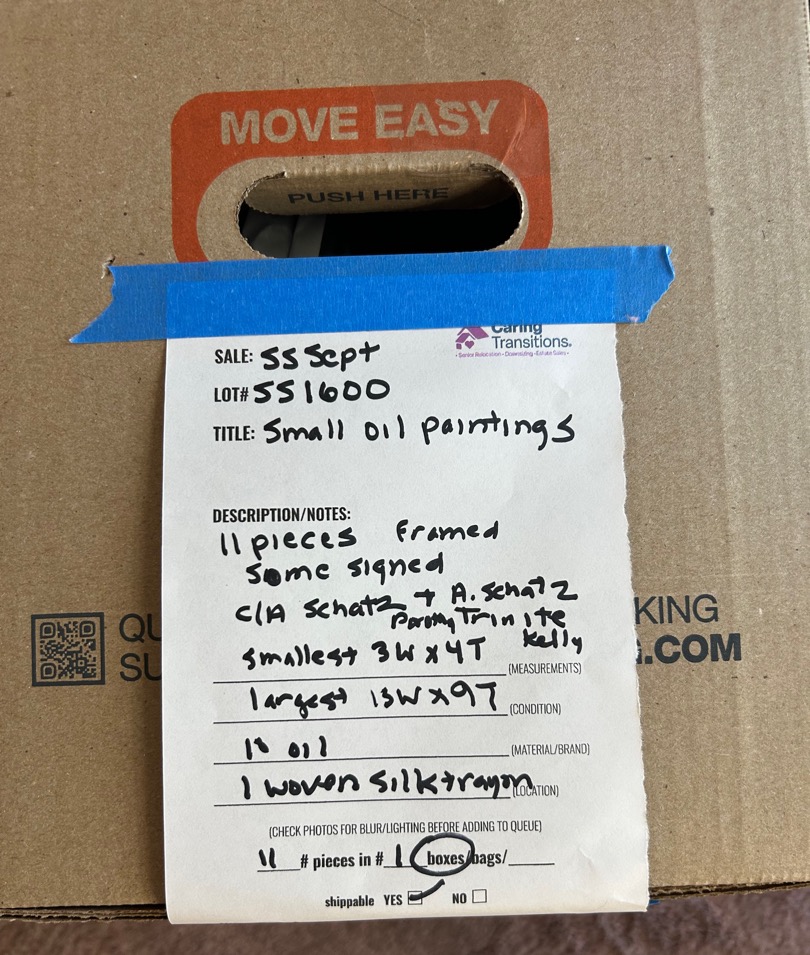 MOVE EASY
PUSH HERE
Caring
Transitions.
• Senior Relocation • Downsizing • Estate Sales •
SALE: SS Sept
LOT# SS1600
TITLE: Small oil paintings
DESCRIPTION/NOTES:
11 pieces Framed
Some signed
C/A Schatz + A. Schatz
Dorothy Trinite
Kelly
QU KING
SU .COM
smallest 3W x 4T (MEASUREMENTS)
largest 13W x 9T (CONDITION)
10 oil (MATERIAL/BRAND)
1 woven silk + rayon (LOCATION)
(CHECK PHOTOS FOR BLUR/LIGHTING BEFORE ADDING TO QUEUE)
11 # pieces in # 1 boxes/bags/
shippable YES NO